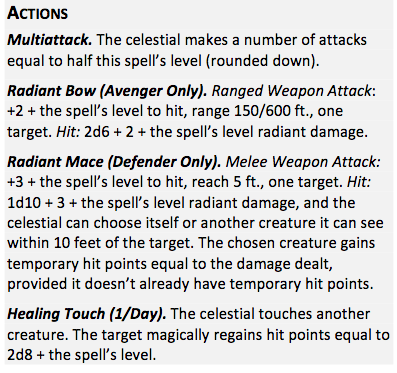 ACTIONS
Multiattack. The celestial makes a number of attacks
equal to half this spell's level (rounded down).
Radiant Bow (Avenger Only). Ranged Weapon Attack:
+2 + the spell's level to hit, range 150/600 ft., one
target. Hit: 2d6 + 2 + the spell's level radiant damage.
Radiant Mace (Defender Only). Melee Weapon Attack:
+3 + the spell's level to hit, reach 5 ft., one target. Hit:
1d10 + 3 + the spell's level radiant damage, and the
celestial can choose itself or another creature it can see
within 10 feet of the target. The chosen creature gains
temporary hit points equal to the damage dealt,
provided it doesn't already have temporary hit points.
Healing Touch (1/Day). The celestial touches another
creature. The target magically regains hit points equal to
2d8 + the spell's level.